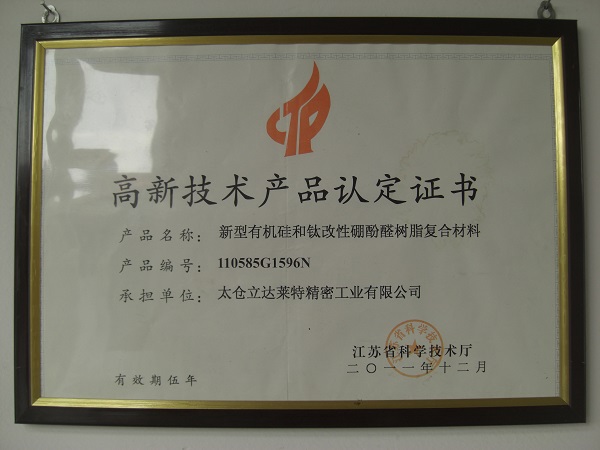 CTP
高新技术产品认定证书
产品名称：新型有机硅和钛改性硼酚醛树脂复合材料
产品编号：110585G1596N
承担单位：太仓立达莱特精密工业有限公司
江苏省科学技术厅
二〇一一年十二月
有效期伍年